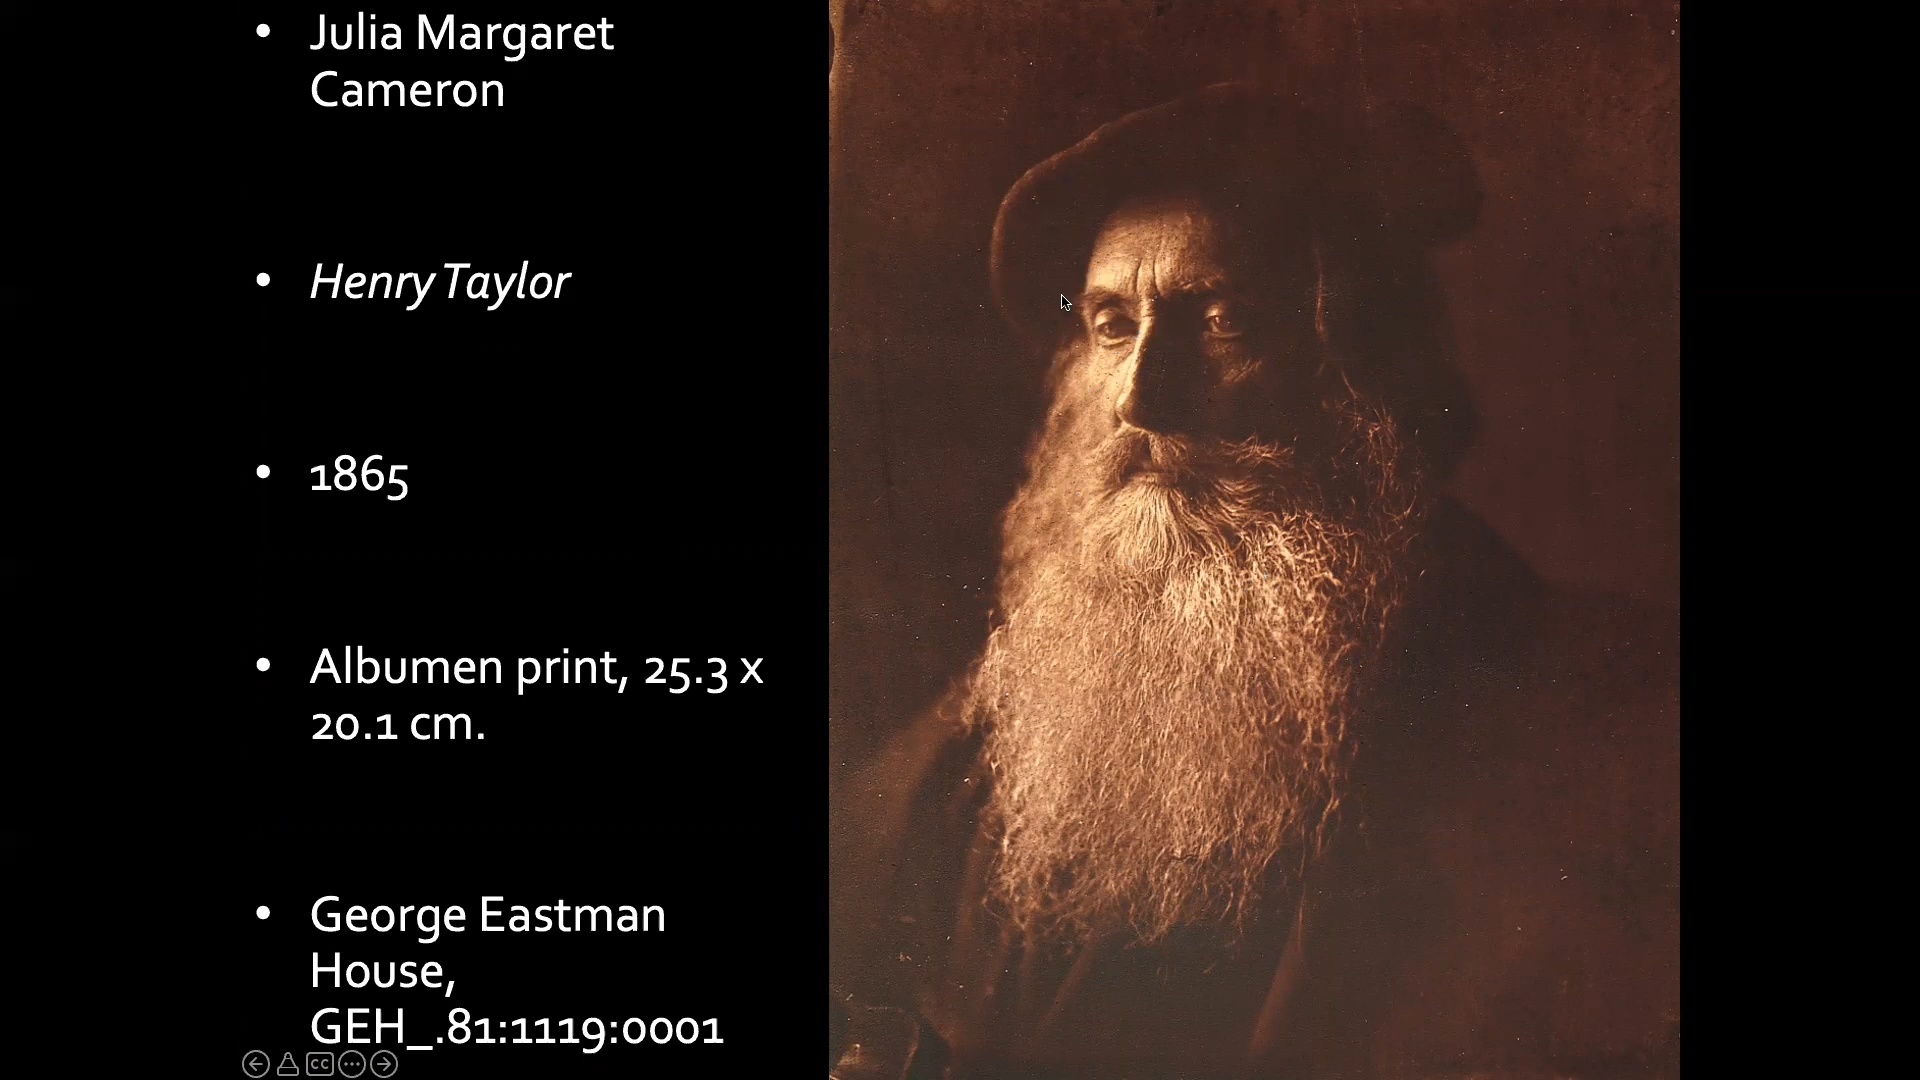 • Julia Margaret
Cameron
• Henry Taylor
• 1865
• Albumen print, 25.3 x
20.1 cm.
• George Eastman
House,
GEH_.81:1119:0001
CC